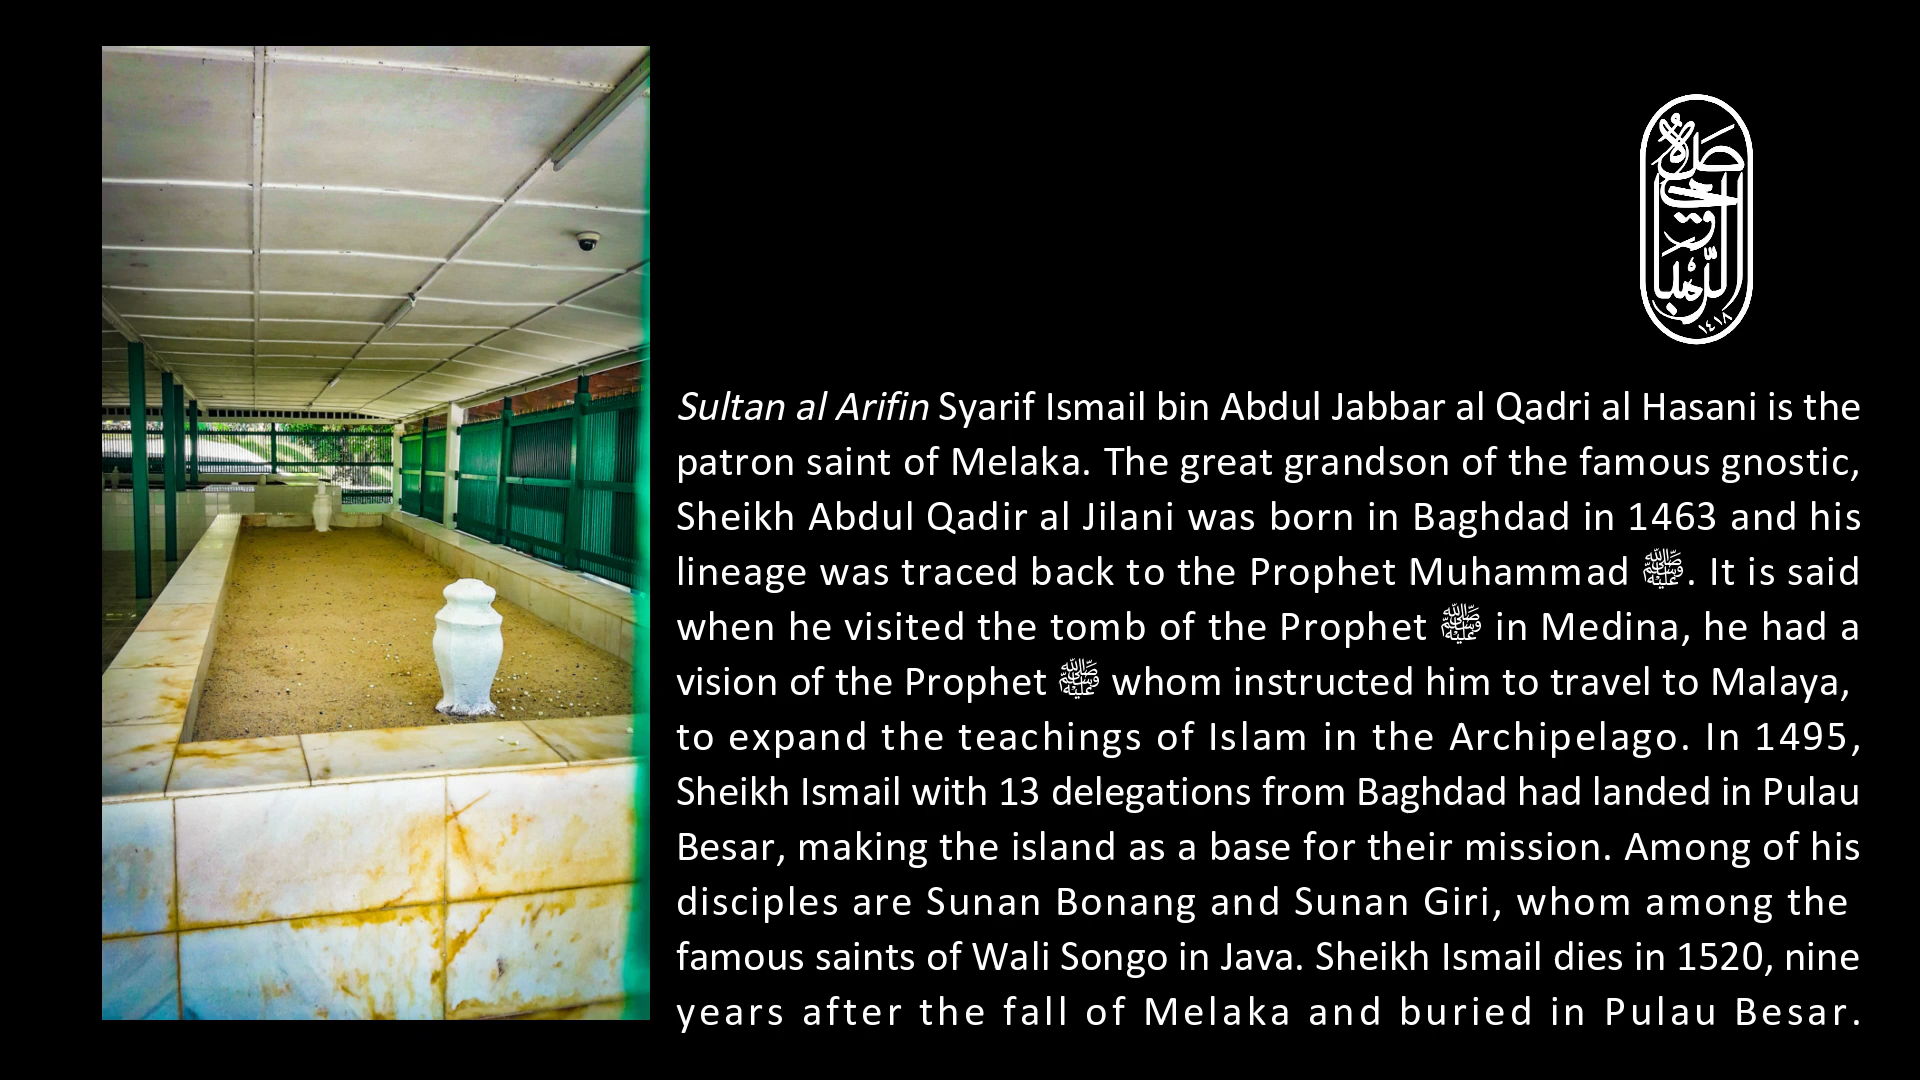 ١٤١٨
Sultan al Arifin Syarif Ismail bin Abdul Jabbar al Qadri al Hasani is the
patron saint of Melaka. The great grandson of the famous gnostic,
Sheikh Abdul Qadir al Jilani was born in Baghdad in 1463 and his
lineage was traced back to the Prophet Muhammad ﷺ. It is said
when he visited the tomb of the Prophet ﷺ in Medina, he had a
vision of the Prophet ﷺ whom instructed him to travel to Malaya,
to expand the teachings of Islam in the Archipelago. In 1495,
Sheikh Ismail with 13 delegations from Baghdad had landed in Pulau
Besar, making the island as a base for their mission. Among of his
disciples are Sunan Bonang and Sunan Giri, whom among the
famous saints of Wali Songo in Java. Sheikh Ismail dies in 1520, nine
years after the fall of Melaka and buried in Pulau Besar.